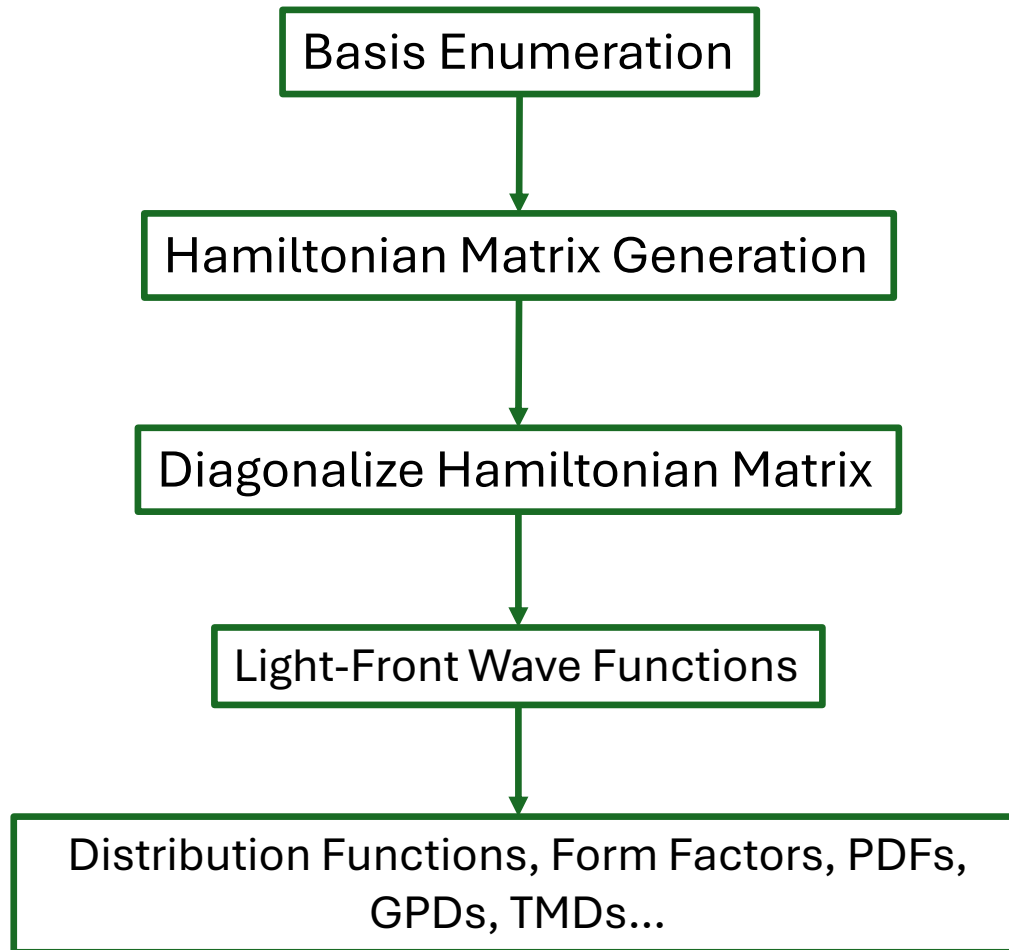 Basis Enumeration
Hamiltonian Matrix Generation
Diagonalize Hamiltonian Matrix
Light-Front Wave Functions
Distribution Functions, Form Factors, PDFs,
GPDs, TMDs...